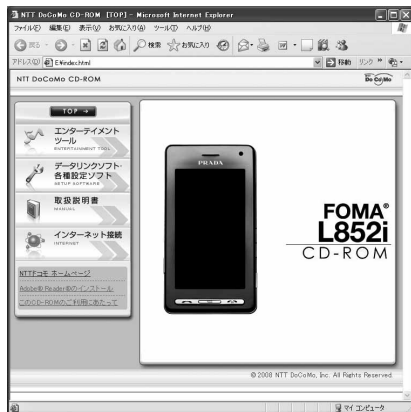 NTT DoCoMo CD-ROM [TOP] - Microsoft Internet Explorer
ファイル(F) 編集(E) 表示(V) お気に入り(A) ツール(T) ヘルプ(H)
戻る 検索 お気に入り
アドレス(D) E:¥index.html 移動 リンク
NTT DoCoMo CD-ROM
DoCoMo
TOP
エンターテイメント
ツール
ENTERTAINMENT TOOL
データリンクソフト・
各種設定ソフト
SETUP SOFTWARE
取扱説明書
MANUAL
インターネット接続
INTERNET
NTTドコモ ホームページ
Adobe® Reader®のインストール
このCD-ROMのご利用にあたって
PRADA
FOMA®
L852i
CD-ROM
© 2008 NTT DoCoMo, Inc. All Rights Reserved.
マイ コンピュータ